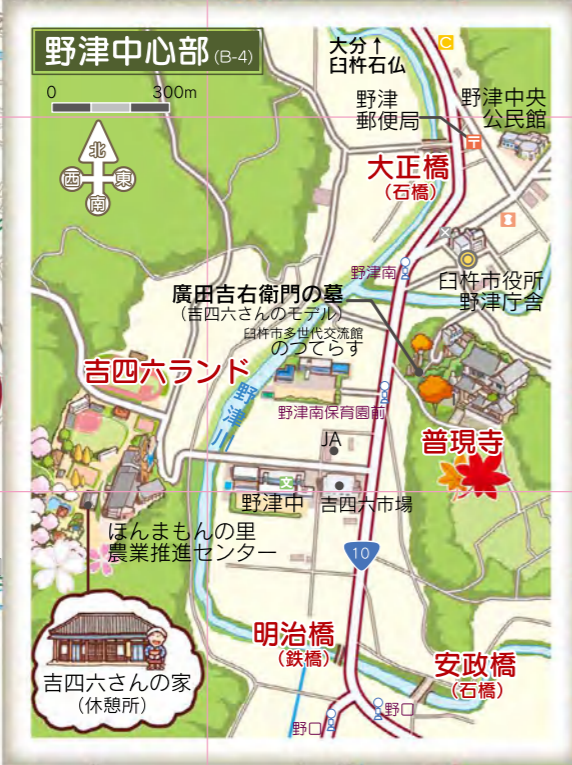 野津中心部(B-4)
0 300m
北
西 東
南
大分↑
臼杵石仏
C
野津
郵便局
〒
野津中央
公民館
大正橋
(石橋)
野津南
臼杵市役所
野津庁舎
廣田吉右衛門の墓
(吉四六さんのモデル)
臼杵市多世代交流館
のつてらす
吉四六ランド
野津川
野津南保育園前
普現寺
JA
文
野津中
吉四六市場
ほんまもんの里
農業推進センター
10
明治橋
(鉄橋)
安政橋
(石橋)
吉四六さんの家
(休憩所)
野口
野口